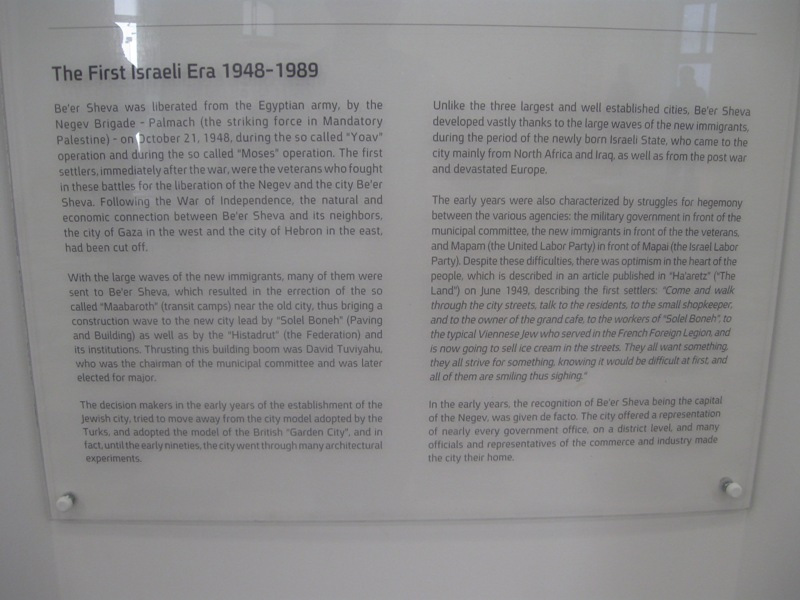 The First Israeli Era 1948-1989
Be'er Sheva was liberated from the Egyptian army, by the
Negev Brigade - Palmach (the striking force in Mandatory
Palestine) - on October 21, 1948, during the so called "Yoav"
operation and during the so called "Moses" operation. The first
settlers, immediately after the war, were the veterans who fought
in these battles for the liberation of the Negev and the city Be'er
Sheva. Following the War of Independence, the natural and
economic connection between Be'er Sheva and its neighbors,
the city of Gaza in the west and the city of Hebron in the east,
had been cut off.
With the large waves of the new immigrants, many of them were
sent to Be'er Sheva, which resulted in the errection of the so
called "Maabaroth" (transit camps) near the old city, thus briging a
construction wave to the new city lead by "Solel Boneh" (Paving
and Building) as well as by the "Histadrut" (the Federation) and
its institutions. Thrusting this building boom was David Tuviyahu,
who was the chairman of the municipal committee and was later
elected for major.
The decision makers in the early years of the establishment of the
Jewish city, tried to move away from the city model adopted by the
Turks, and adopted the model of the British "Garden City", and in
fact, until the early nineties, the city went through many architectural
experiments.
Unlike the three largest and well established cities, Be'er Sheva
developed vastly thanks to the large waves of the new immigrants,
during the period of the newly born Israeli State, who came to the
city mainly from North Africa and Iraq, as well as from the post war
and devastated Europe.
The early years were also characterized by struggles for hegemony
between the various agencies: the military government in front of the
municipal committee, the new immigrants in front of the the veterans,
and Mapam (the United Labor Party) in front of Mapai (the Israel Labor
Party). Despite these difficulties, there was optimism in the heart of the
people, which is described in an article published in "Ha'aretz" ("The
Land") on June 1949, describing the first settlers: "Come and walk
through the city streets, talk to the residents, to the small shopkeeper,
and to the owner of the grand cafe, to the workers of "Solel Boneh", to
the typical Viennese Jew who served in the French Foreign Legion, and
is now going to sell ice cream in the streets. They all want something,
they all strive for something, knowing it would be difficult at first, and
all of them are smiling thus sighing."
In the early years, the recognition of Be'er Sheva being the capital
of the Negev, was given de facto. The city offered a representation
of nearly every government office, on a district level, and many
officials and representatives of the commerce and industry made
the city their home.